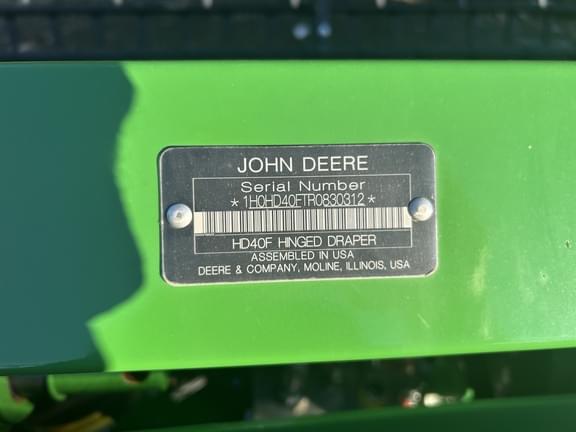 JOHN DEERE
Serial Number
*1H0HD40FTR0830312*
HD40F HINGED DRAPER
ASSEMBLED IN USA
DEERE & COMPANY, MOLINE, ILLINOIS, USA